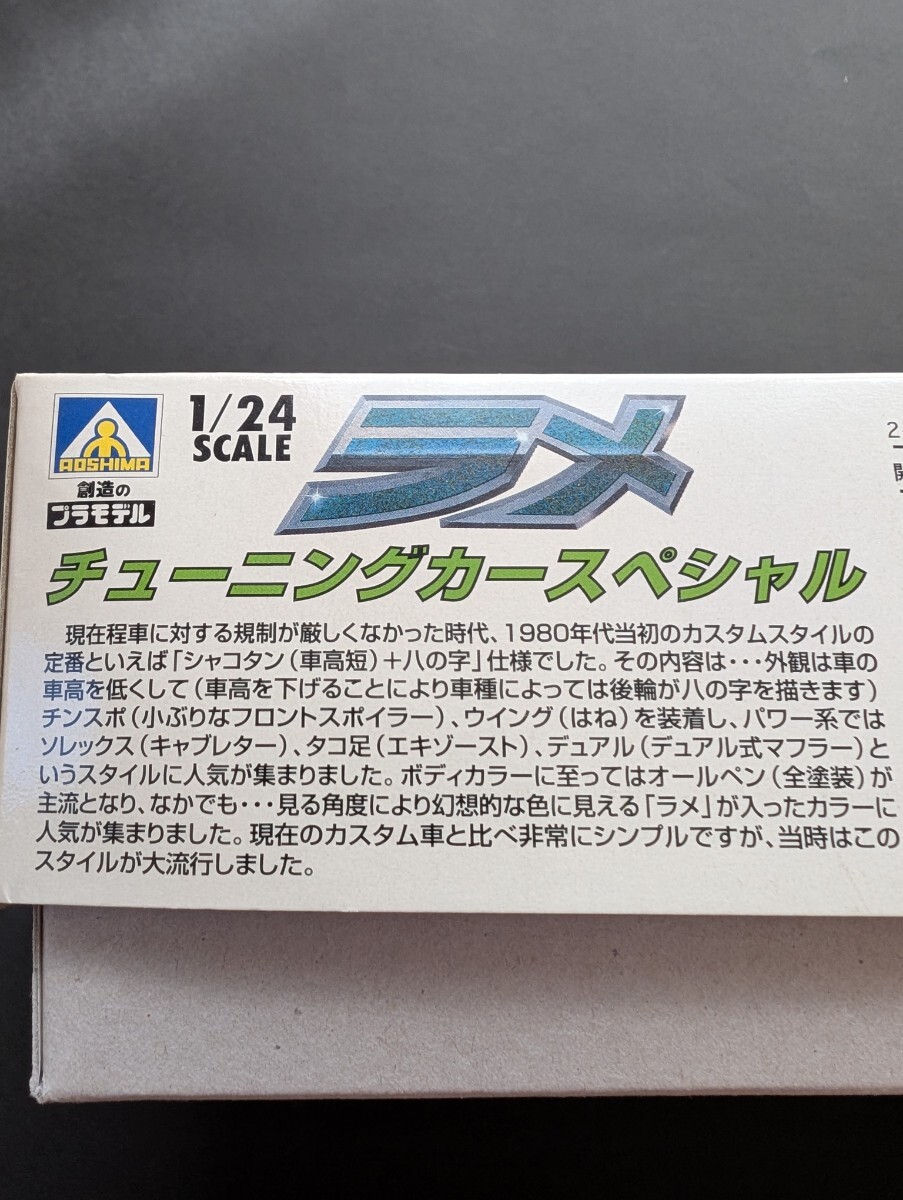 AOSHIMA
創造の
プラモデル
1/24
SCALE
ラメ
チューニングカースペシャル
現在程車に対する規制が厳しくなかった時代、1980年代当初のカスタムスタイルの
定番といえば「シャコタン(車高短)+八の字」仕様でした。その内容は・・・外観は車の
車高を低くして(車高を下げることにより車種によっては後輪が八の字を描きます)
チンスポ(小ぶりなフロントスポイラー)、ウイング(はね)を装着し、パワー系では
ソレックス(キャブレター)、タコ足(エキゾースト)、デュアル(デュアル式マフラー)と
いうスタイルに人気が集まりました。ボディカラーに至ってはオールペン(全塗装)が
主流となり、なかでも・・・見る角度により幻想的な色に見える「ラメ」が入ったカラーに
人気が集まりました。現在のカスタム車と比べ非常にシンプルですが、当時はこの
スタイルが大流行しました。
2